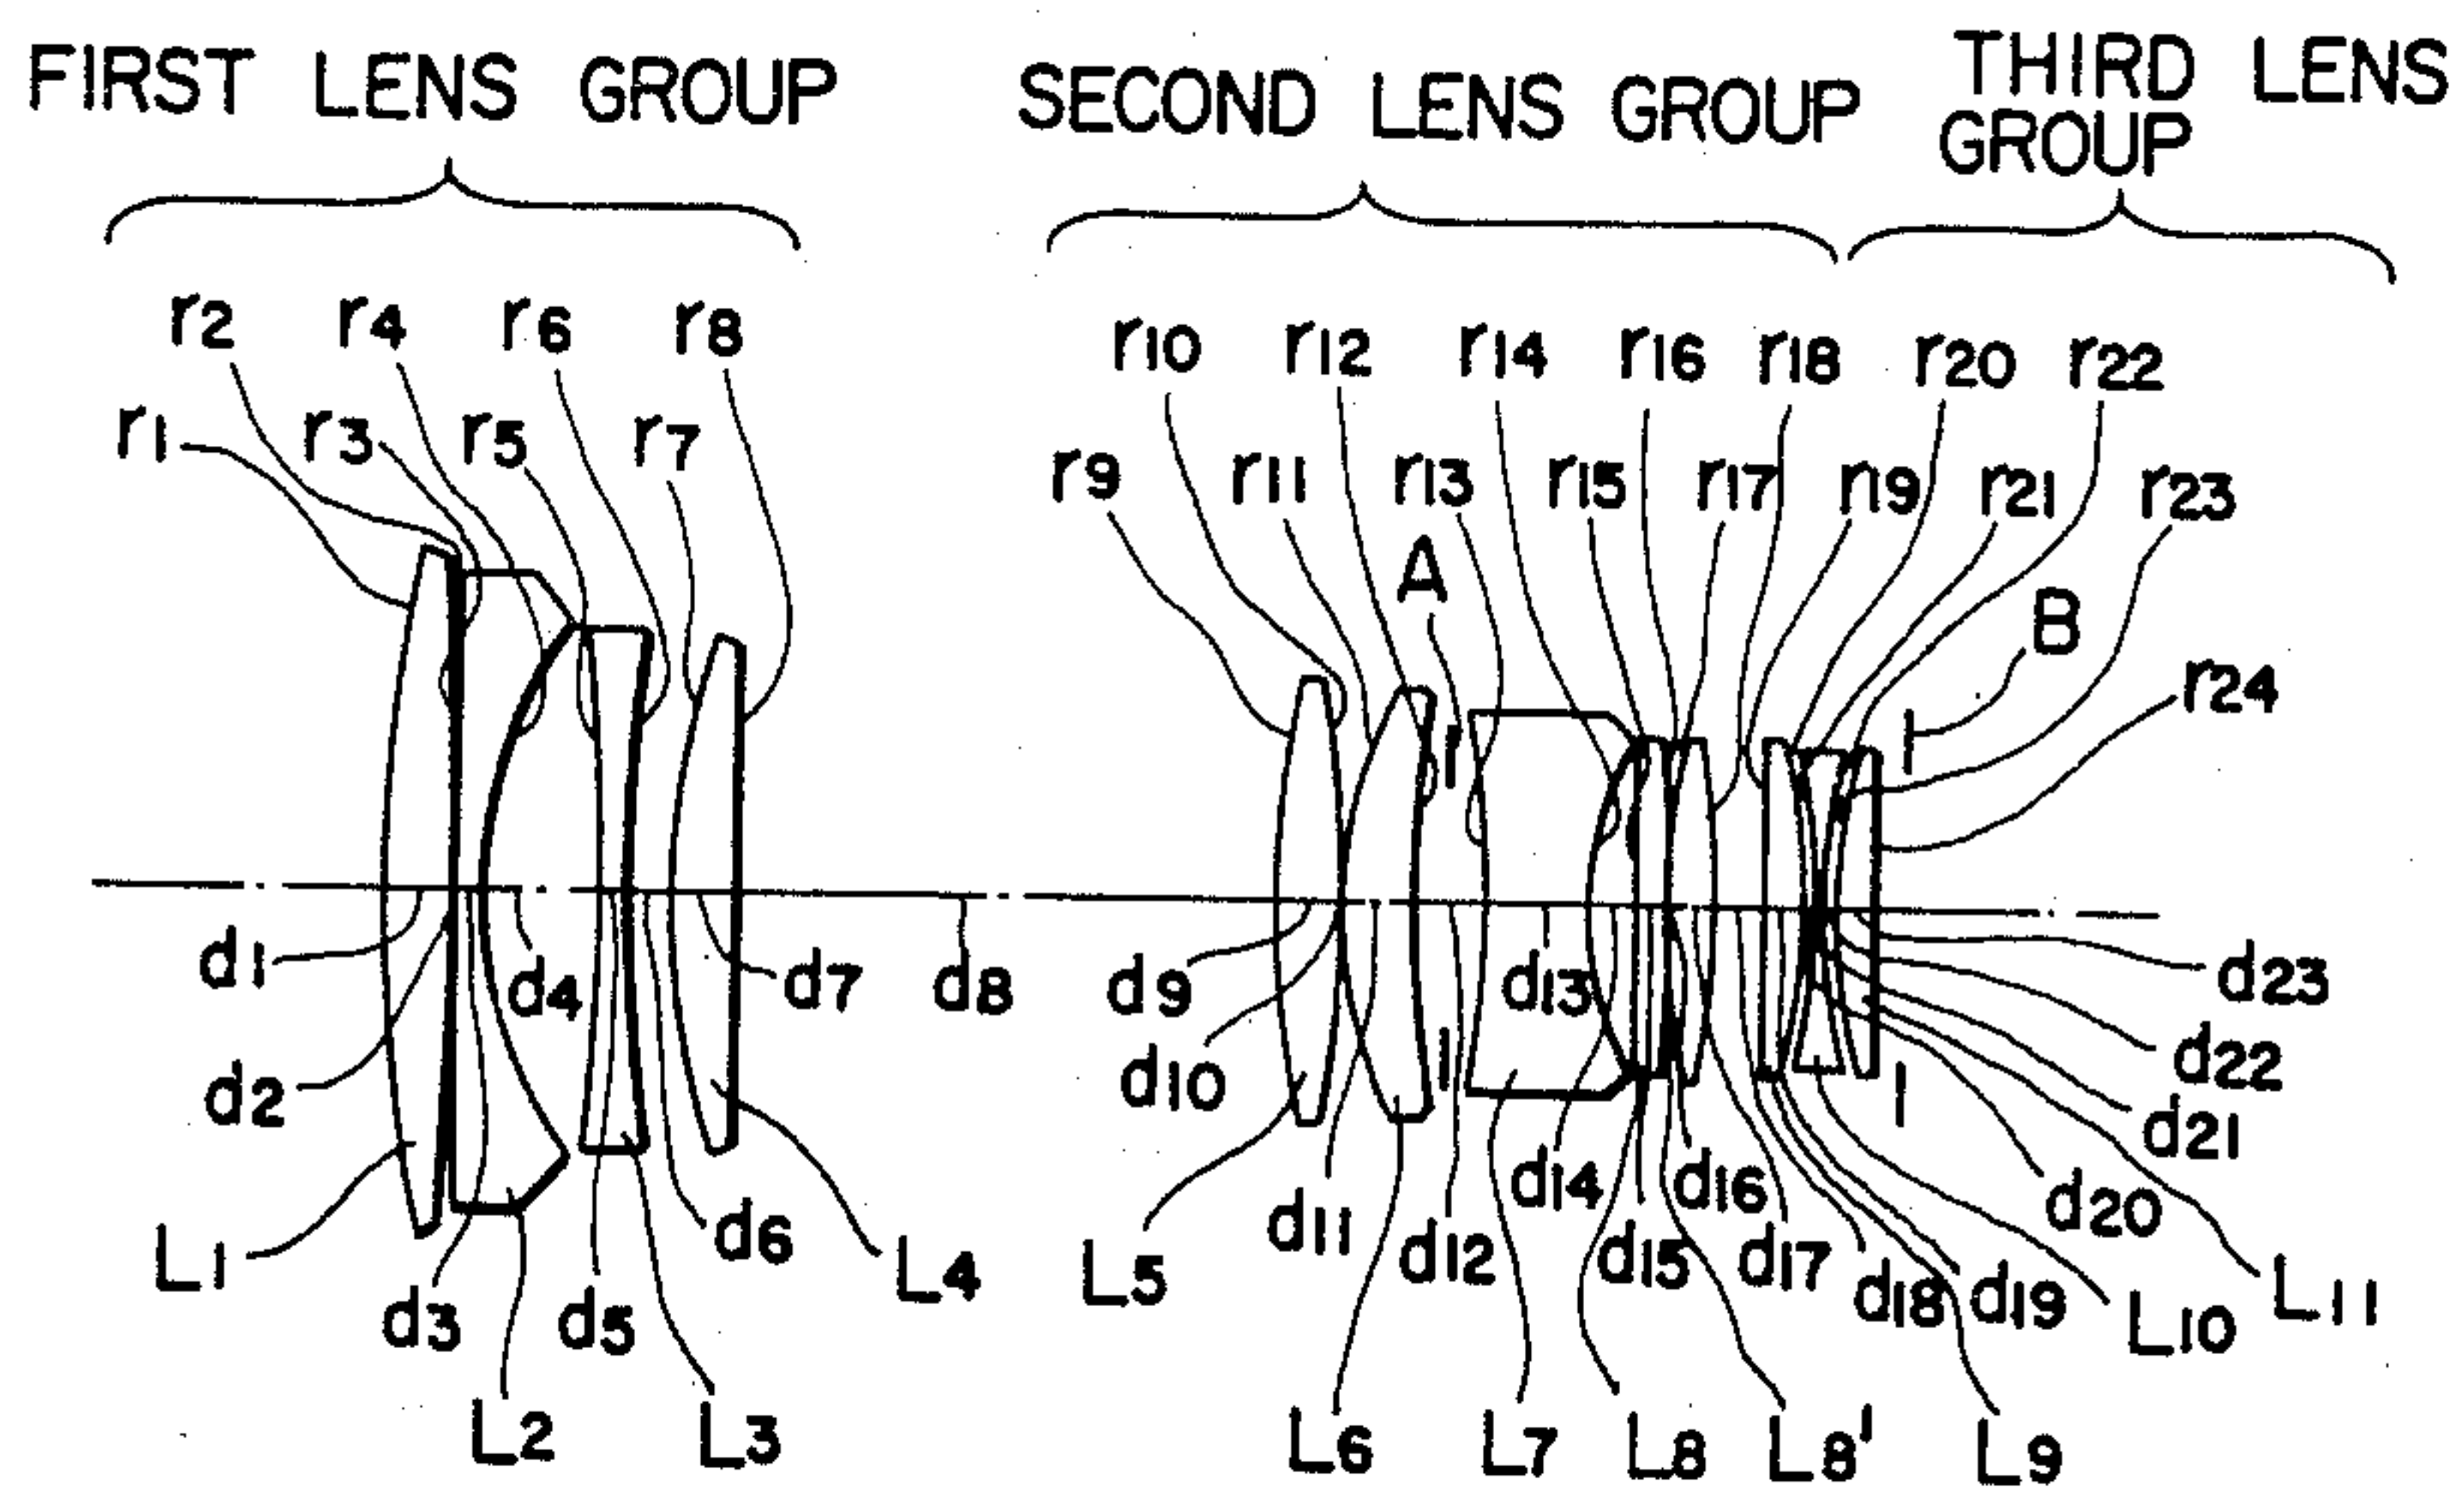 FIRST LENS GROUP
SECOND LENS GROUP
THIRD LENS
GROUP
r2 r4 r6 r8
r10 r12 r14 r16 r18 r20 r22
r1 r3 r5 r7
r9 r11 r13 r15 r17 r19 r21 r23
A
B
r24
d1 d4 d7 d8 d9 d13 d23
d2 d10 d22
d21
d14 d16 d20
d6 d11 d12 d15 d17
L1 L4 L5 d18 d19 L11
d3 d5 L10
L2 L3 L6 L7 L8 L8' L9